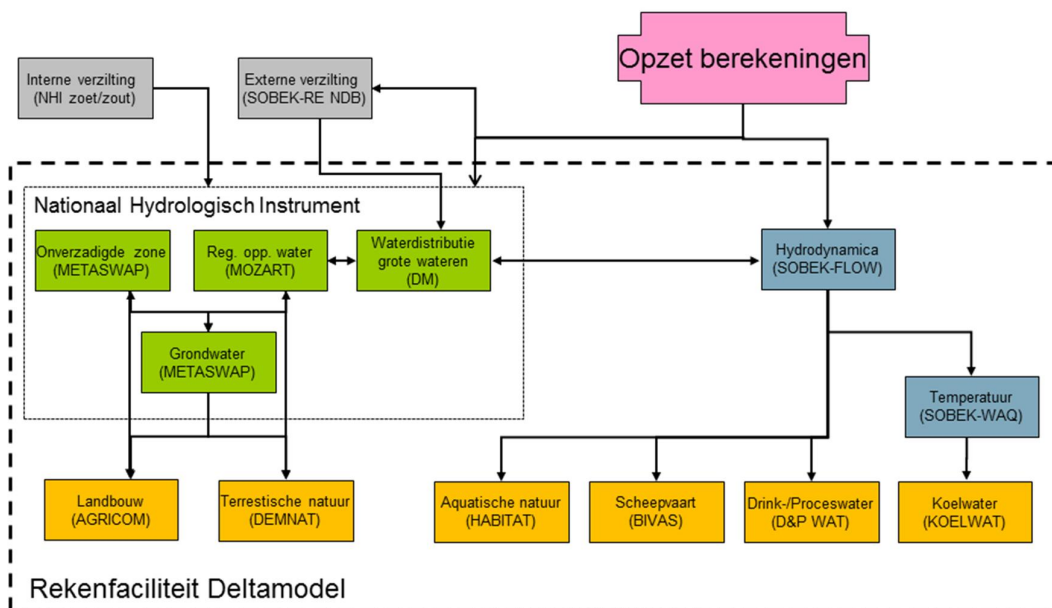 Opzet berekeningen
Interne verzilting
(NHI zoet/zout)
Externe verzilting
(SOBEK-RE NDB)
Nationaal Hydrologisch Instrument
Onverzadigde zone
(METASWAP)
Reg. opp. water
(MOZART)
Waterdistributie
grote wateren
(DM)
Hydrodynamica
(SOBEK-FLOW)
Grondwater
(METASWAP)
Temperatuur
(SOBEK-WAQ)
Landbouw
(AGRICOM)
Terrestische natuur
(DEMNAT)
Aquatische natuur
(HABITAT)
Scheepvaart
(BIVAS)
Drink-/Proceswater
(D&P WAT)
Koelwater
(KOELWAT)
Rekenfaciliteit Deltamodel